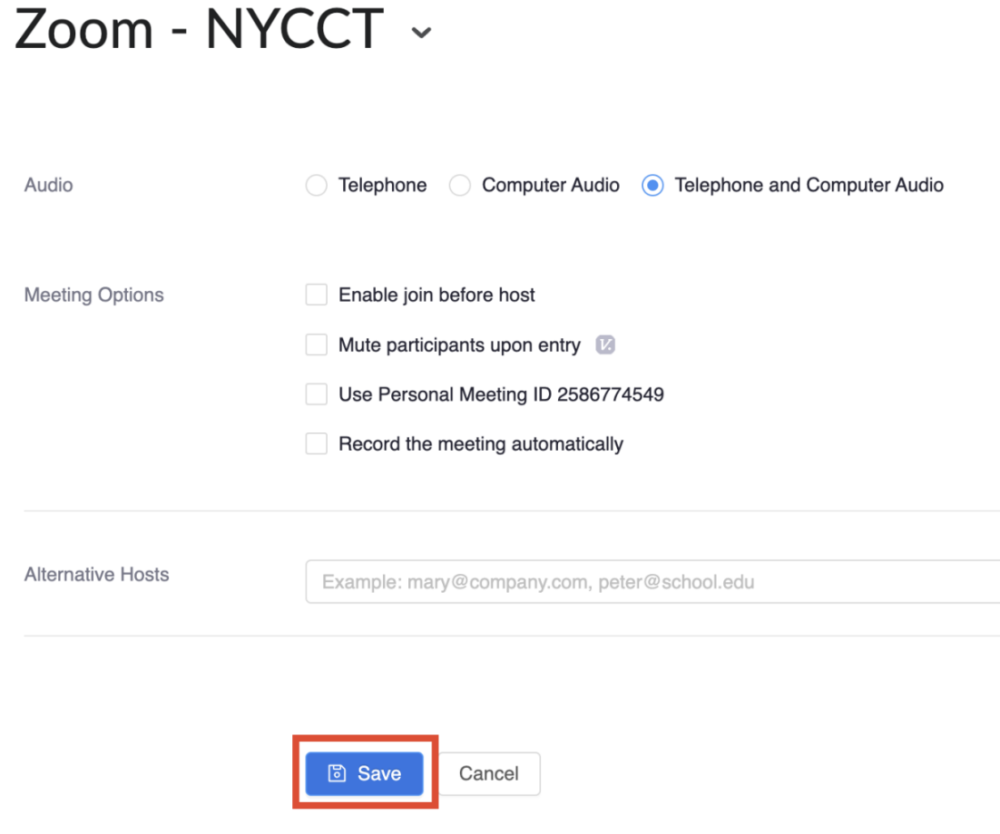 Zoom - NYCCT
Audio Telephone Computer Audio Telephone and Computer Audio
Meeting Options Enable join before host
Mute participants upon entry V.
Use Personal Meeting ID 2586774549
Record the meeting automatically
Alternative Hosts Example: mary@company.com, peter@school.edu
Save Cancel